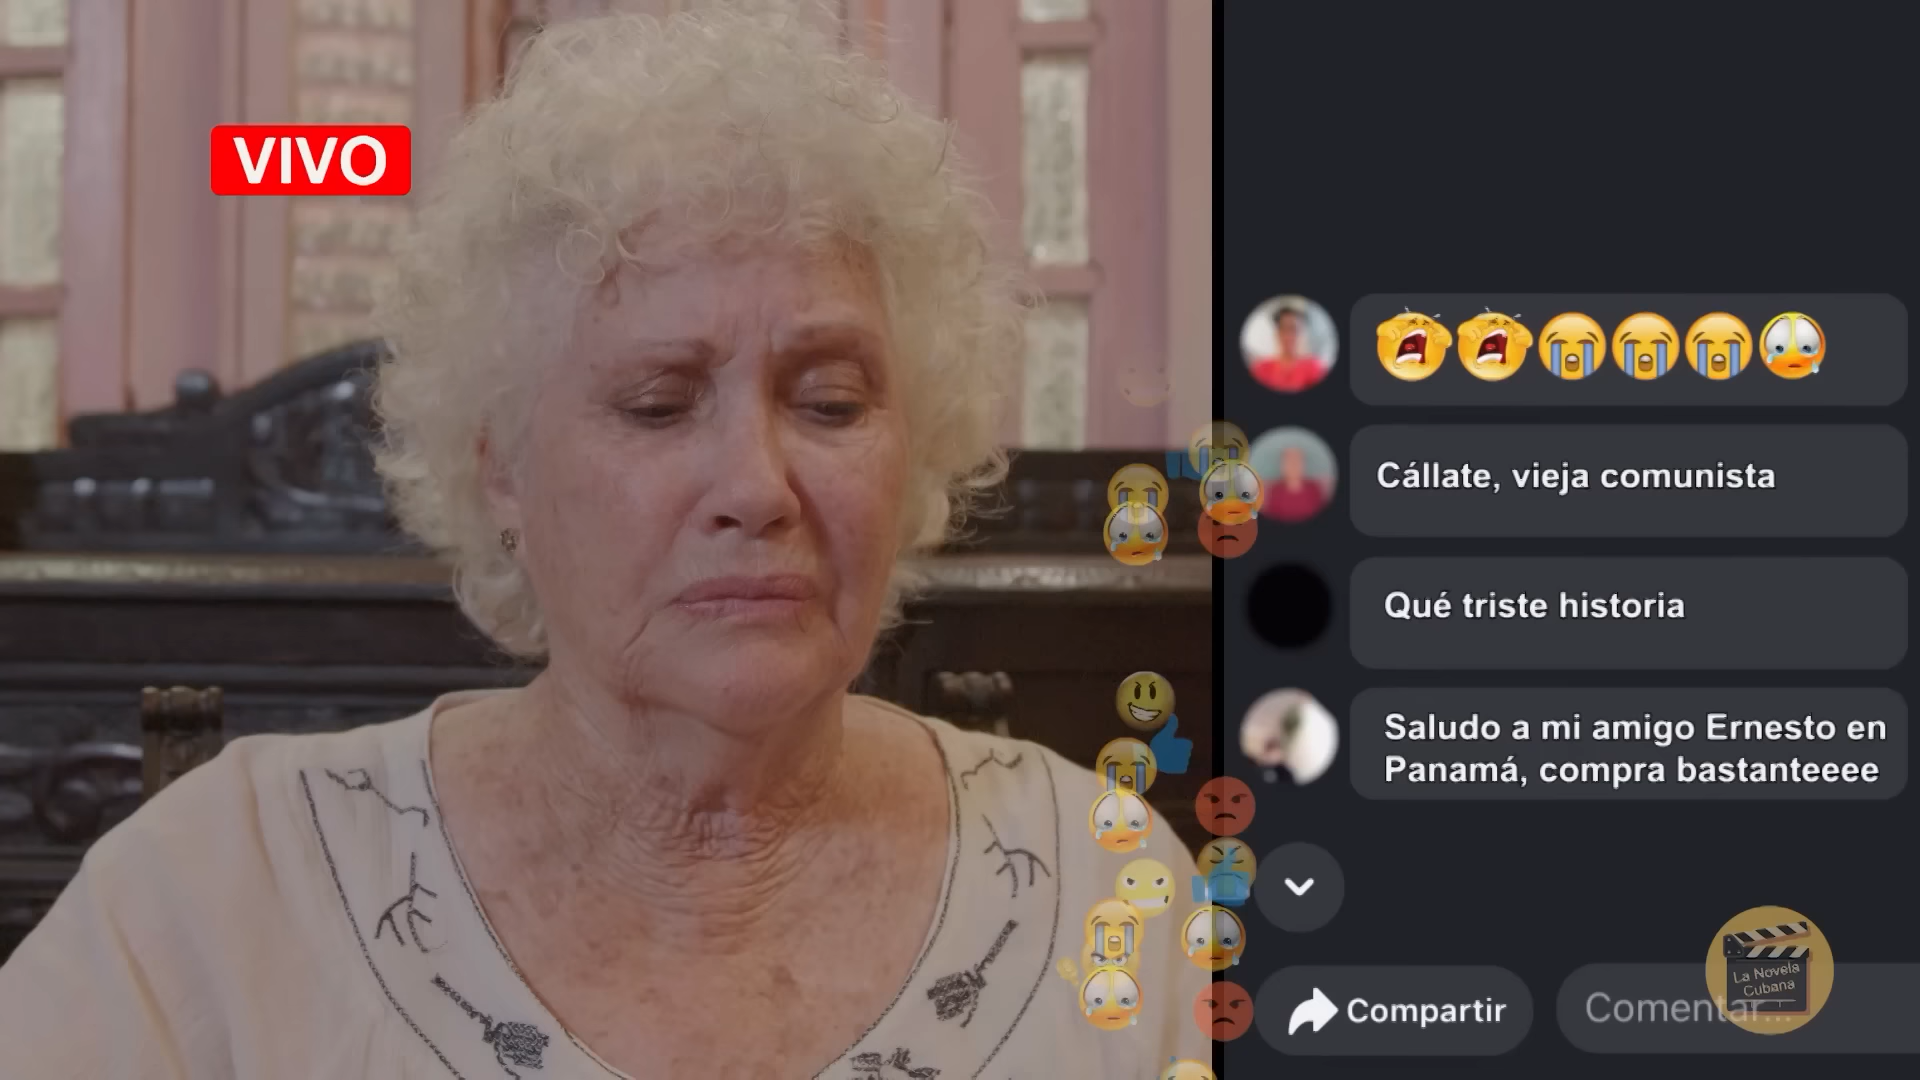 VIVO
Cállate, vieja comunista
Qué triste historia
Saludo a mi amigo Ernesto en
Panamá, compra bastanteeee
Compartir
Comentar...
La Novela
Cubana